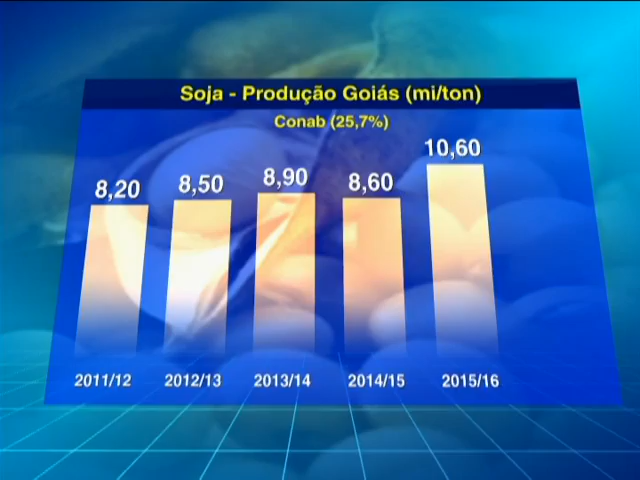 Soja - Produção Goiás (mi/ton)
Conab (25,7%)
8,20 8,50 8,90 8,60 10,60
2011/12 2012/13 2013/14 2014/15 2015/16